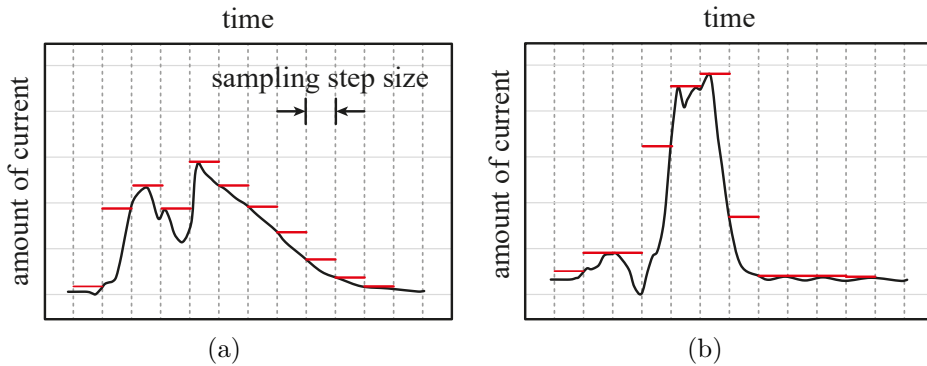 time
amount of current
sampling step size
(a)
time
amount of current
(b)